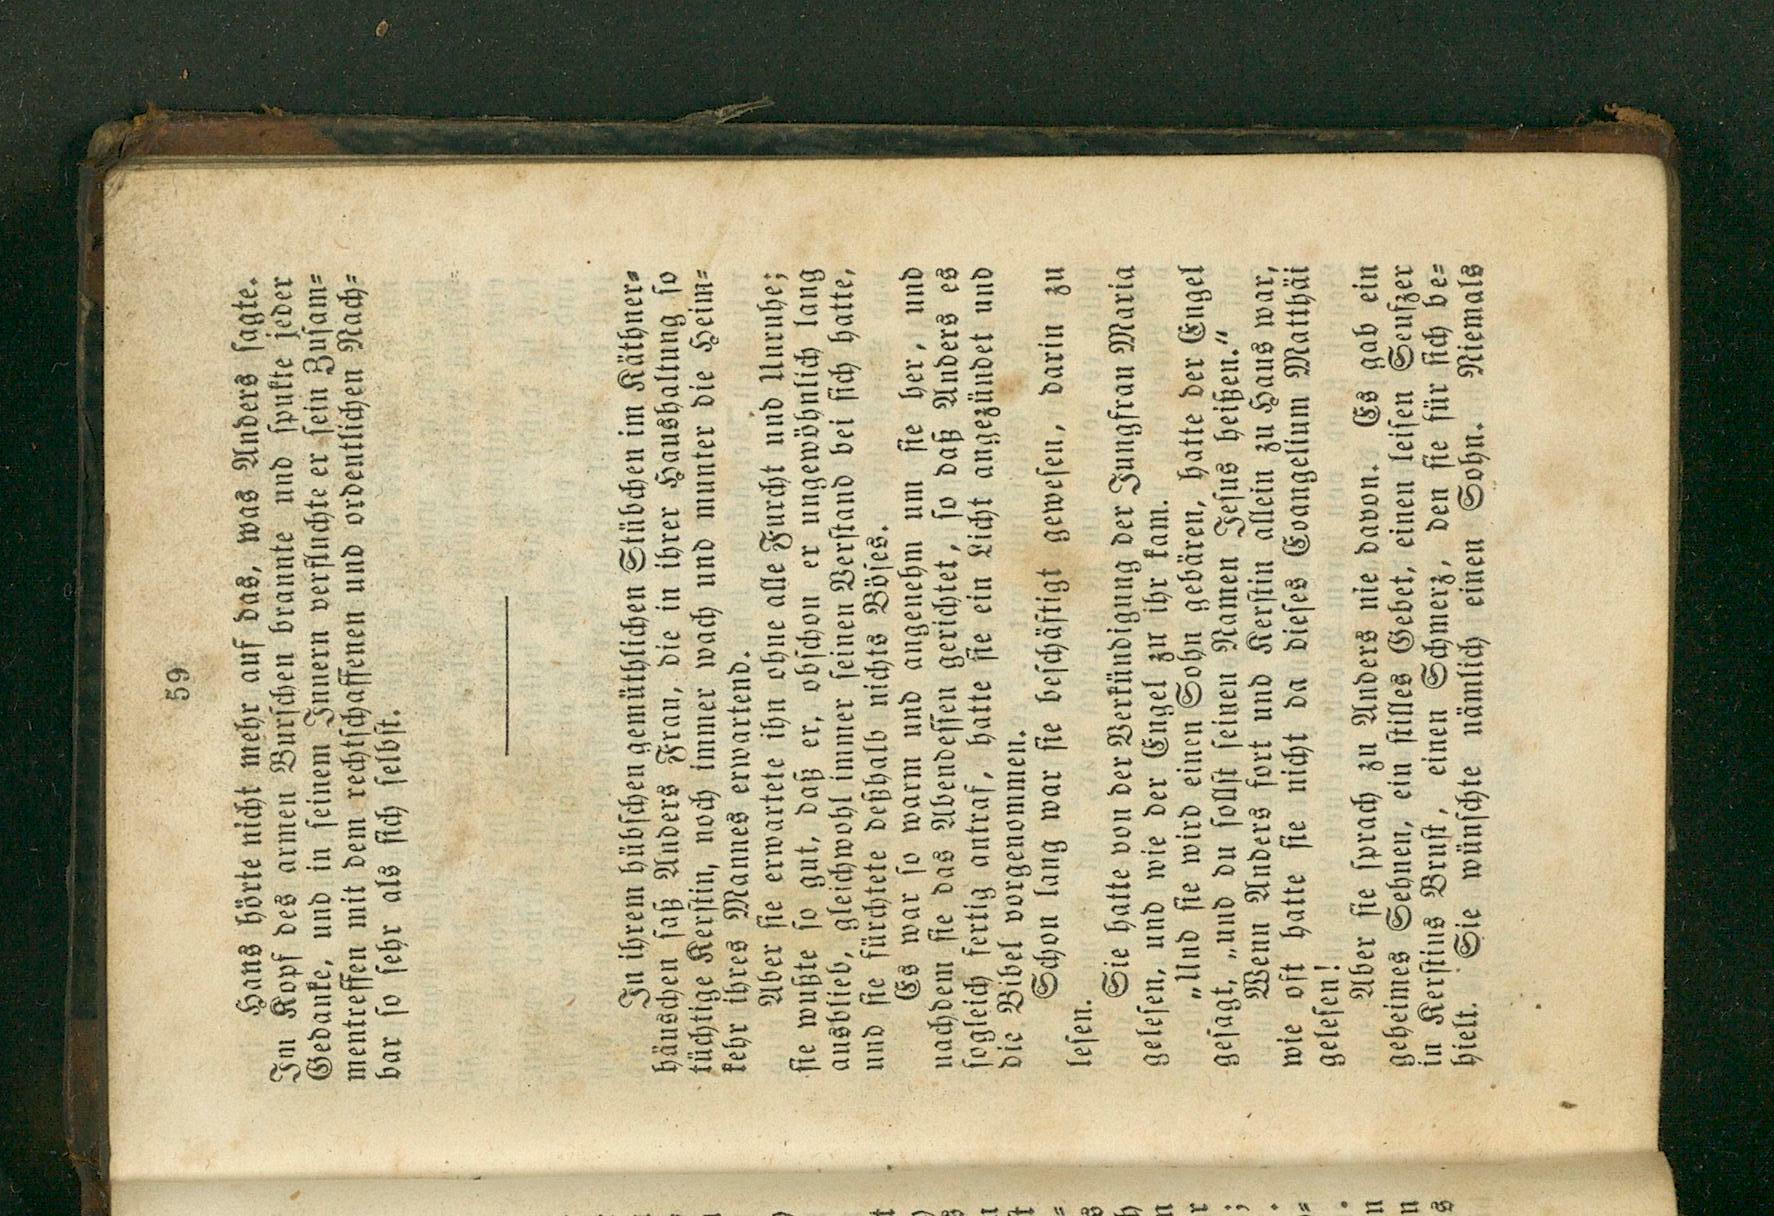 59
Hans hörte nicht mehr auf das, was Anders sagte.
Im Kopf des armen Burschen brannte und spukte jeder
Gedanke, und in seinem Innern verfluchte er sein Zusam-
mentreffen mit dem rechtschaffenen und ordentlichen Nach-
bar so sehr als sich selbst.
In ihrem hübschen gemüthlichen Stübchen im Käthner-
häuschen saß Anders Frau, die in ihrer Haushaltung so
tüchtige Kerstin, noch immer wach und munter die Heim-
kehr ihres Mannes erwartend.
Aber sie erwartete ihn ohne alle Furcht und Unruhe;
sie wußte so gut, daß er, obschon er ungewöhnlich lang
ausblieb, gleichwohl immer seinen Verstand bei sich hatte,
und sie fürchtete deßhalb nichts Böses.
Es war so warm und angenehm um sie her, und
nachdem sie das Abendessen gerichtet, so daß Anders es
sogleich fertig antraf, hatte sie ein Licht angezündet und
die Bibel vorgenommen.
Schon lang war sie beschäftigt gewesen, darin zu
lesen.
Sie hatte von der Verkündigung der Jungfrau Maria
gelesen, und wie der Engel zu ihr kam.
„Und sie wird einen Sohn gebären, hatte der Engel
gesagt, „und du sollst seinen Namen Jesus heißen.“
Wenn Anders fort und Kerstin allein zu Haus war,
wie oft hatte sie nicht da dieses Evangelium Matthäi
gelesen!
Aber sie sprach zu Anders nie davon. Es gab ein
geheimes Sehnen, ein stilles Gebet, einen leisen Seufzer
in Kerstins Brust, einen Schmerz, den sie für sich be-
hielt. Sie wünschte nämlich einen Sohn. Niemals